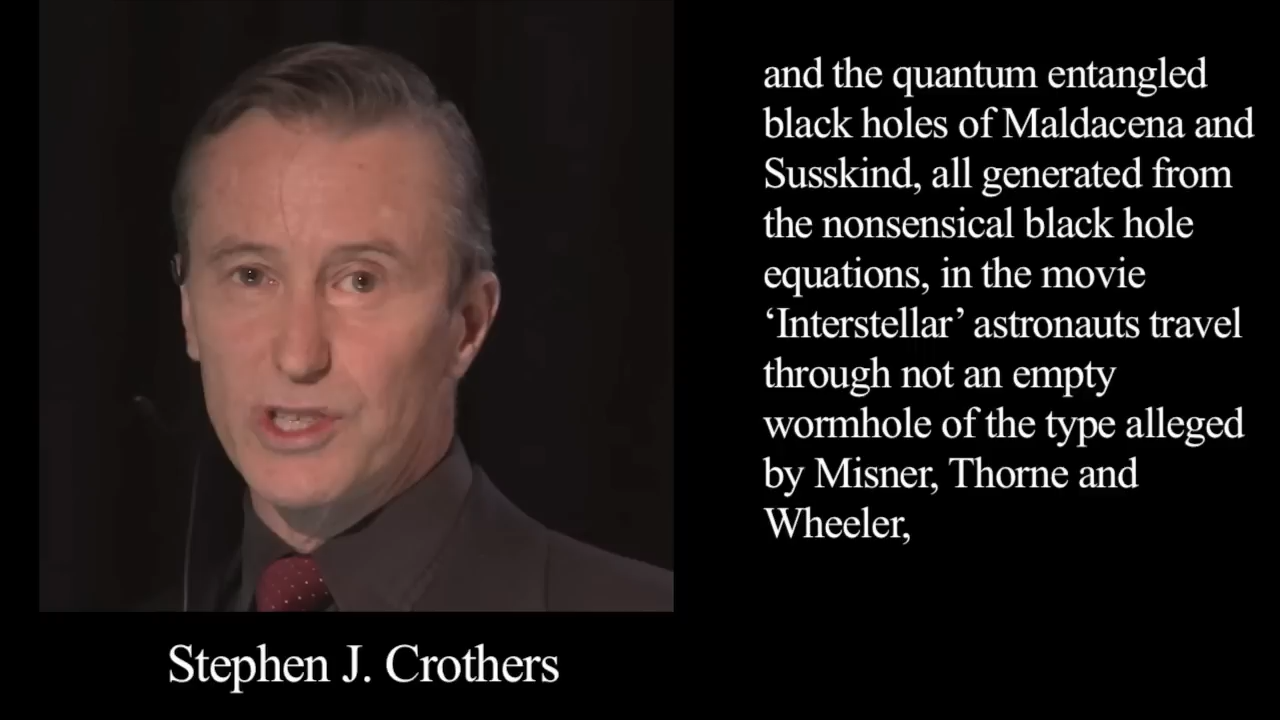 and the quantum entangled
black holes of Maldacena and
Susskind, all generated from
the nonsensical black hole
equations, in the movie
‘Interstellar’ astronauts travel
through not an empty
wormhole of the type alleged
by Misner, Thorne and
Wheeler,
Stephen J. Crothers